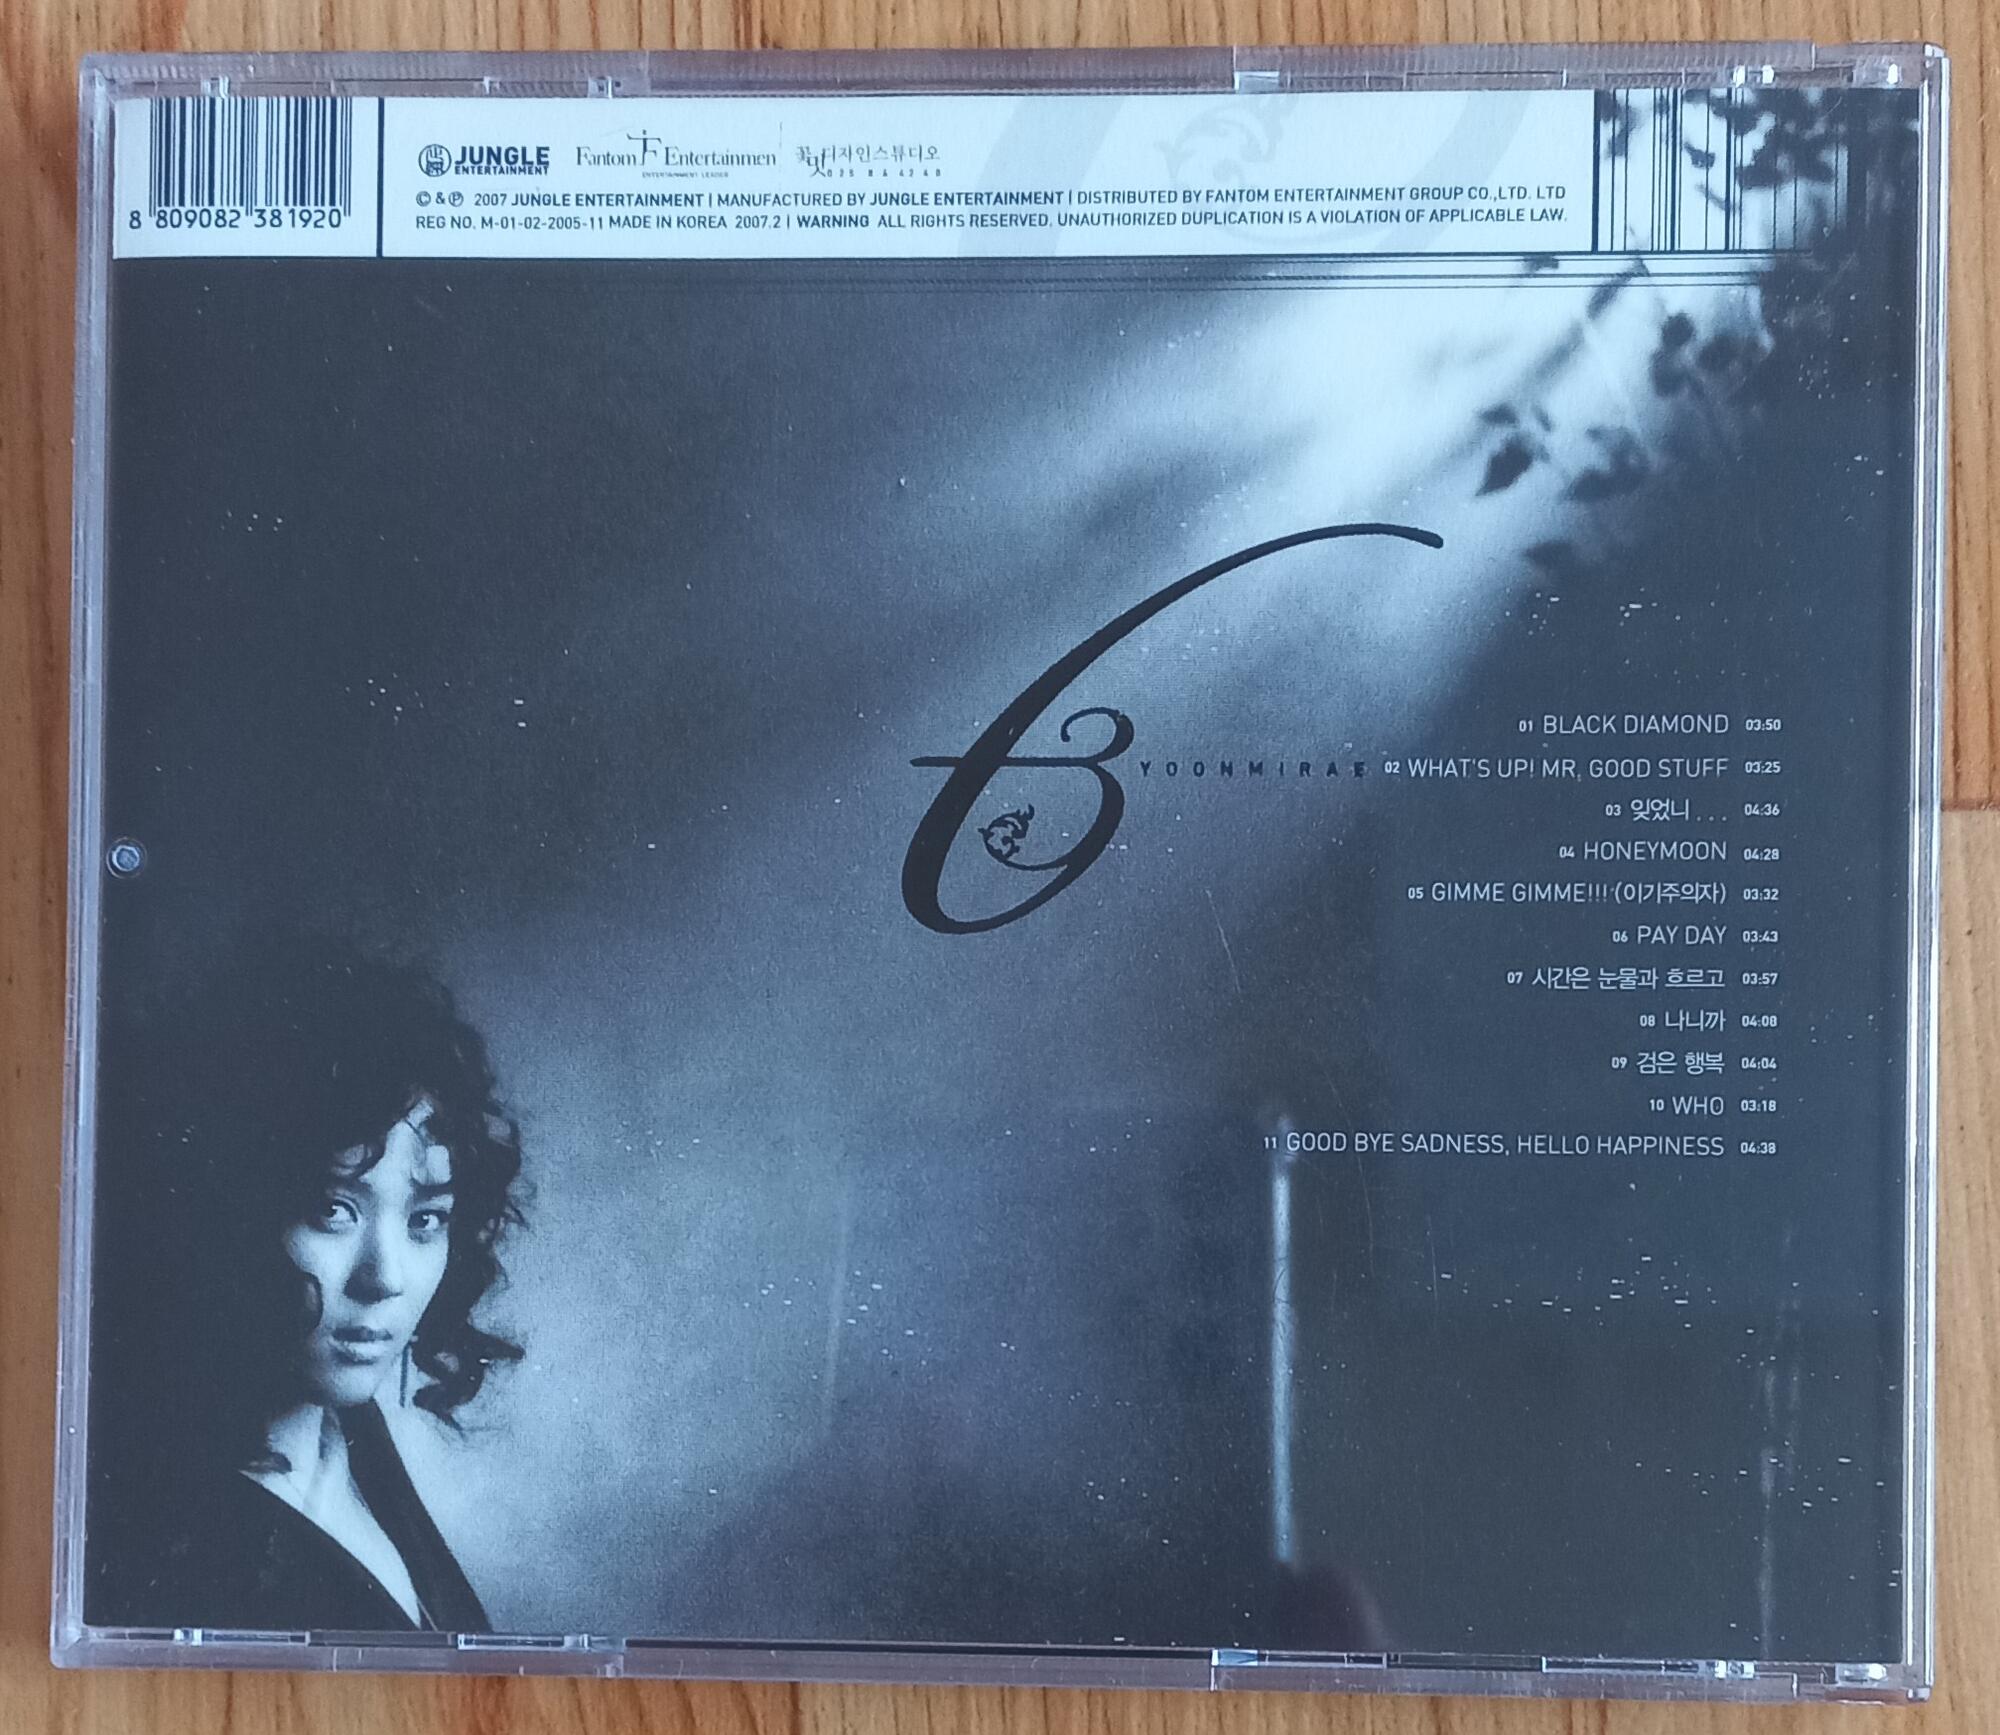 8 809082 381920
JUNGLE
ENTERTAINMENT
Fantom Entertainmen
ENTERTAINMENT LEADER
꽃맛디자인스튜디오
© & ℗ 2007 JUNGLE ENTERTAINMENT | MANUFACTURED BY JUNGLE ENTERTAINMENT | DISTRIBUTED BY FANTOM ENTERTAINMENT GROUP CO.,LTD. LTD
REG NO. M-01-02-2005-11 MADE IN KOREA 2007.2 | WARNING ALL RIGHTS RESERVED. UNAUTHORIZED DUPLICATION IS A VIOLATION OF APPLICABLE LAW.
YOONMIRAE
01 BLACK DIAMOND 03:50
02 WHAT'S UP! MR. GOOD STUFF 03:25
03 잊었니... 04:36
04 HONEYMOON 04:28
05 GIMME GIMME!!! (이기주의자) 03:32
06 PAY DAY 03:43
07 시간은 눈물과 흐르고 03:57
08 나니까 04:08
09 검은 행복 04:04
10 WHO 03:18
11 GOOD BYE SADNESS, HELLO HAPPINESS 04:38